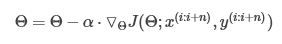 Θ = Θ − α · ▽_Θ J(Θ; x^{(i:i+n)}, y^{(i:i+n)})